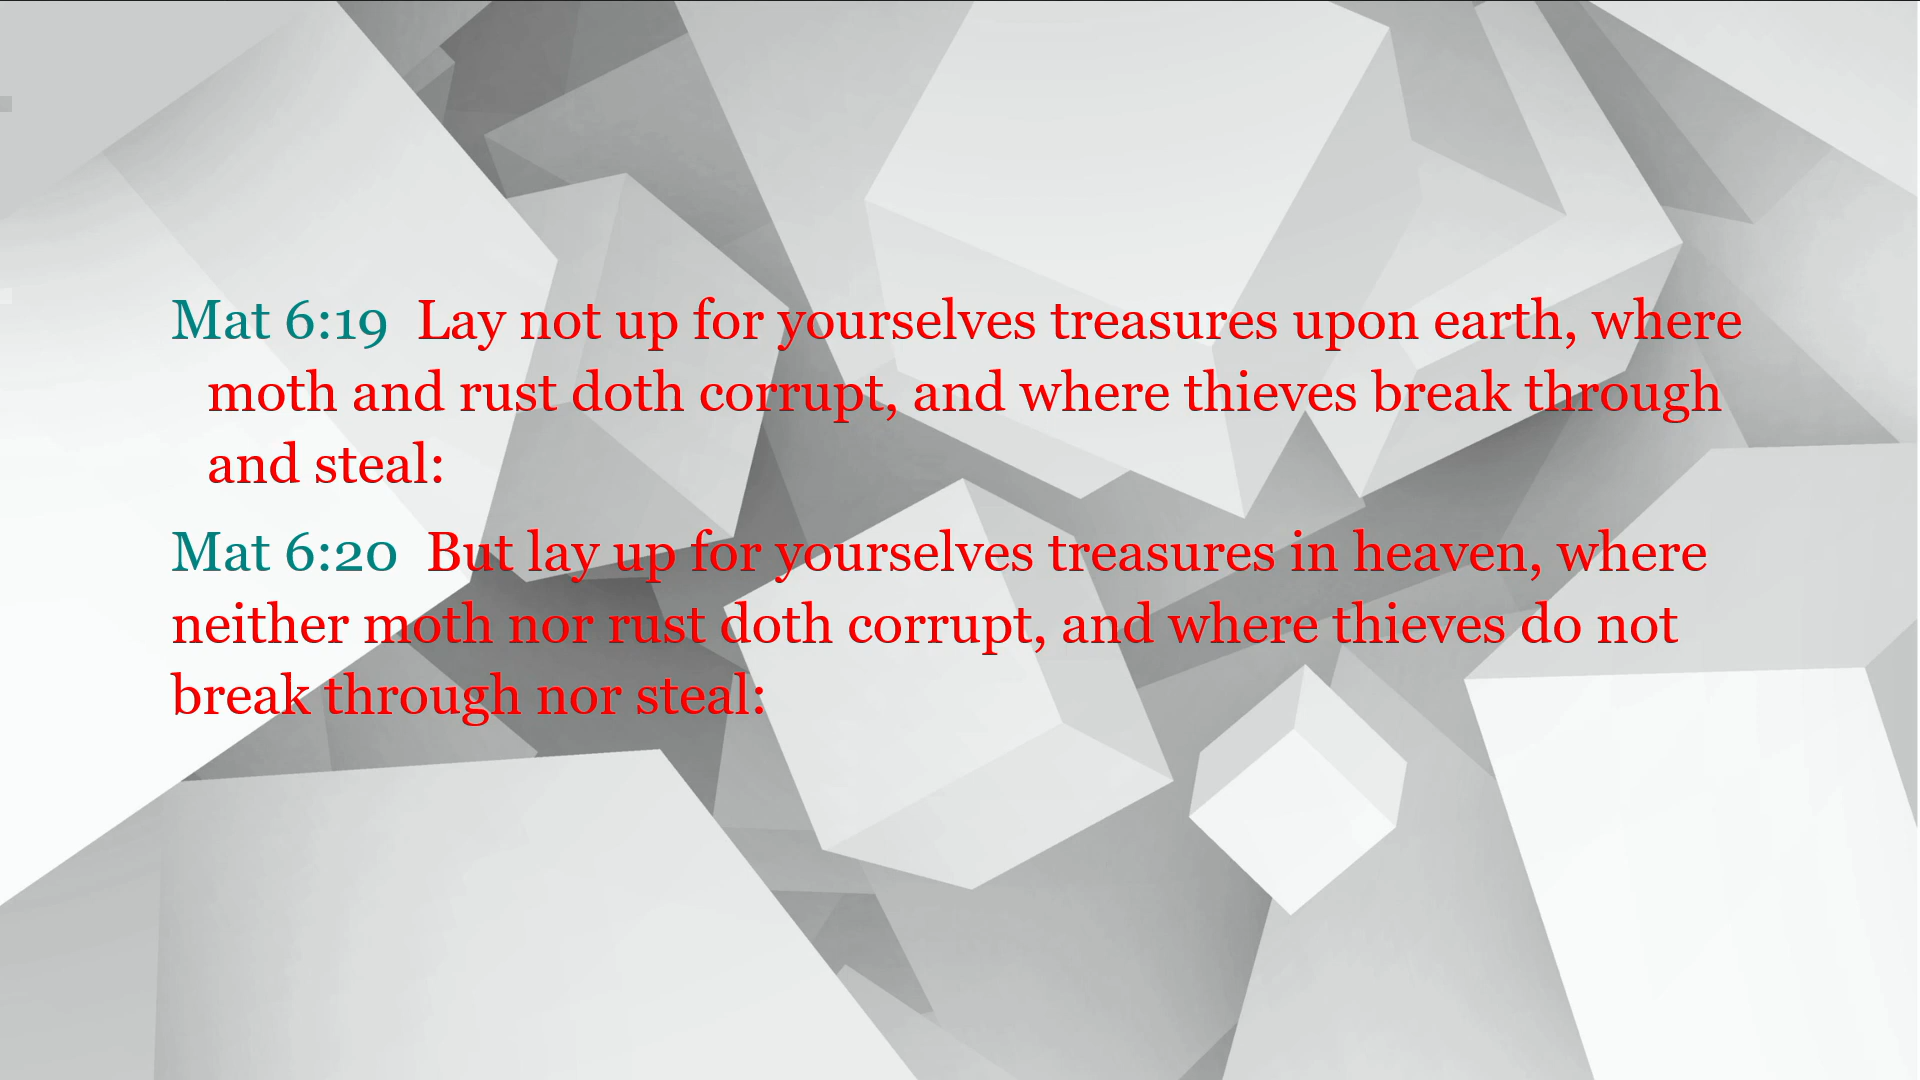 Mat 6:19 Lay not up for yourselves treasures upon earth, where
moth and rust doth corrupt, and where thieves break through
and steal:
Mat 6:20 But lay up for yourselves treasures in heaven, where
neither moth nor rust doth corrupt, and where thieves do not
break through nor steal: